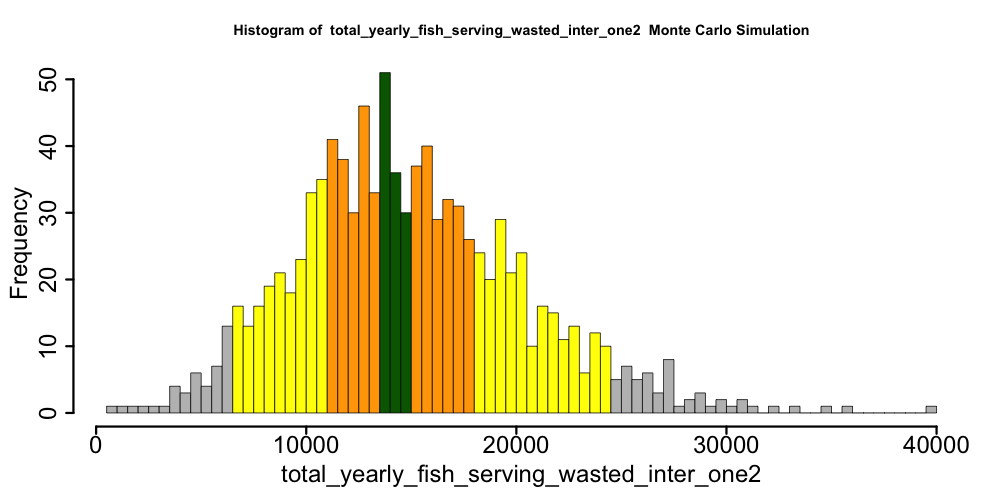 Histogram of  total_yearly_fish_serving_wasted_inter_one2  Monte Carlo Simulation
50
40
30
20
10
0
Frequency
0 10000 20000 30000 40000
total_yearly_fish_serving_wasted_inter_one2